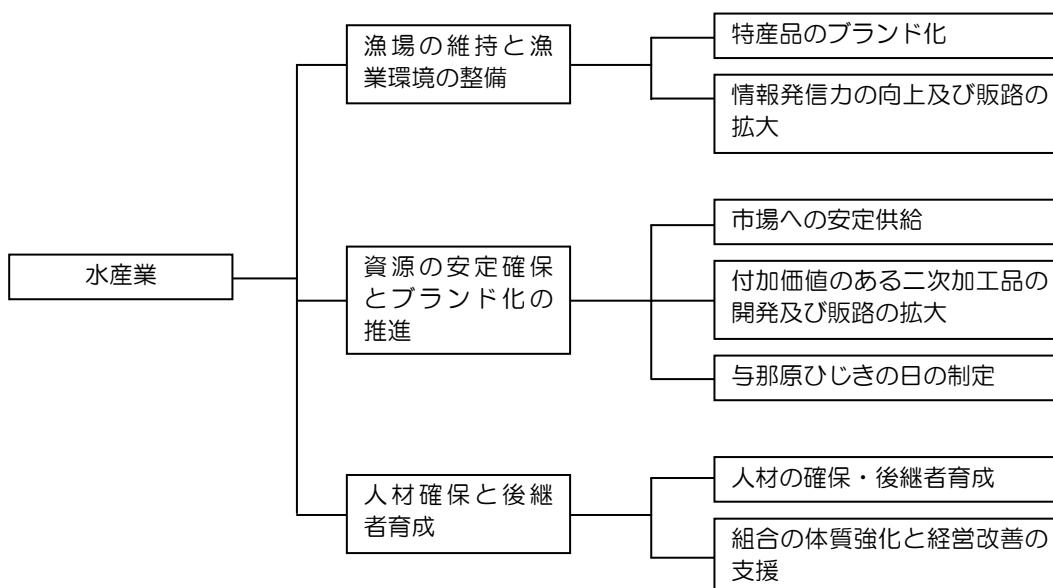 水産業
漁場の維持と漁
業環境の整備
特産品のブランド化
情報発信力の向上及び販路の
拡大
資源の安定確保
とブランド化の
推進
市場への安定供給
付加価値のある二次加工品の
開発及び販路の拡大
与那原ひじきの日の制定
人材確保と後継
者育成
人材の確保・後継者育成
組合の体質強化と経営改善の
支援